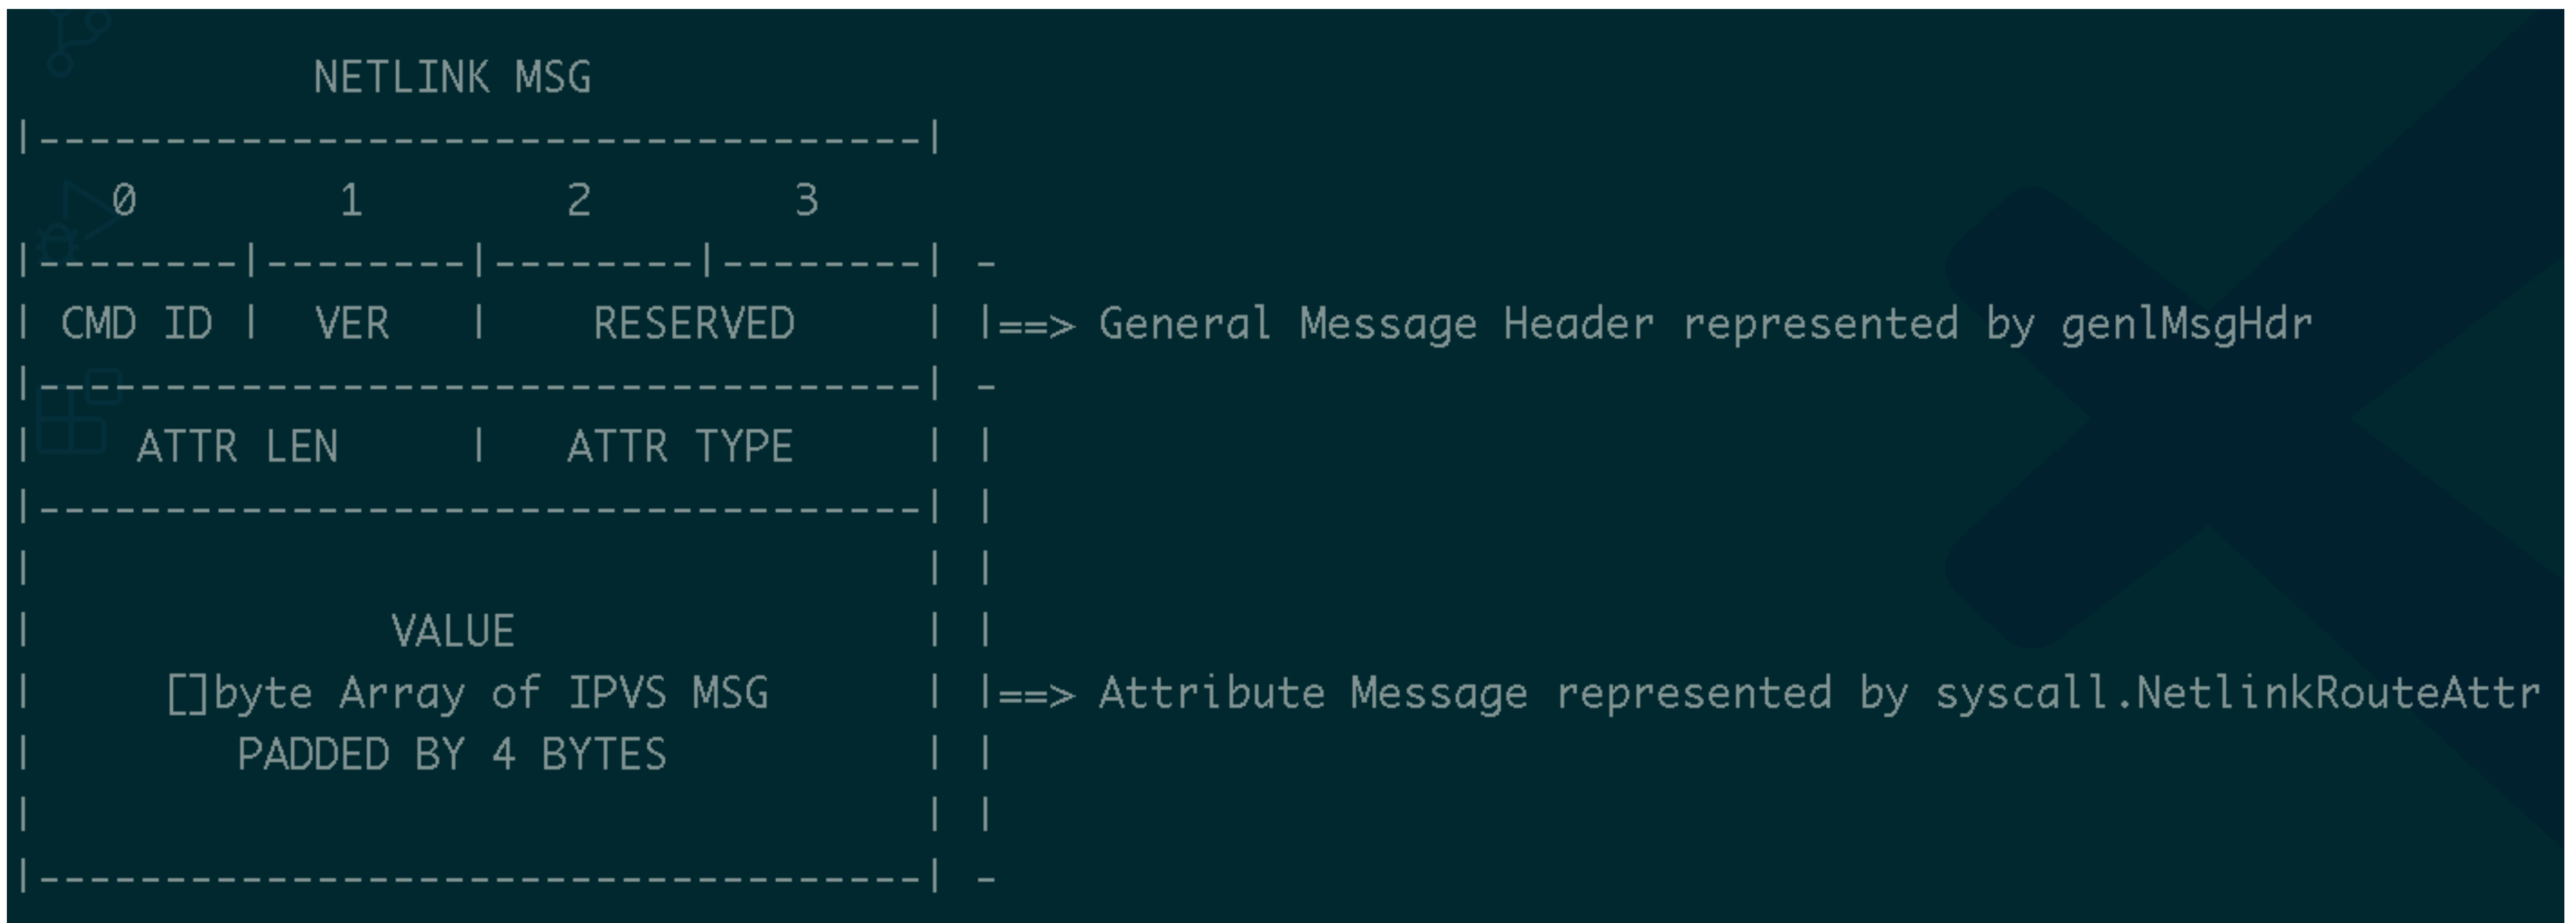 NETLINK MSG
|-----------------------------------|
0 1 2 3
|--------|--------|--------|--------| -
| CMD ID | VER | RESERVED | |==> General Message Header represented by genlMsgHdr
|-----------------------------------| -
| ATTR LEN | ATTR TYPE | |
|-----------------------------------| |
| | |
| VALUE | |
| []byte Array of IPVS MSG | |==> Attribute Message represented by syscall.NetlinkRouteAttr
| PADDED BY 4 BYTES | |
| | |
|-----------------------------------| -